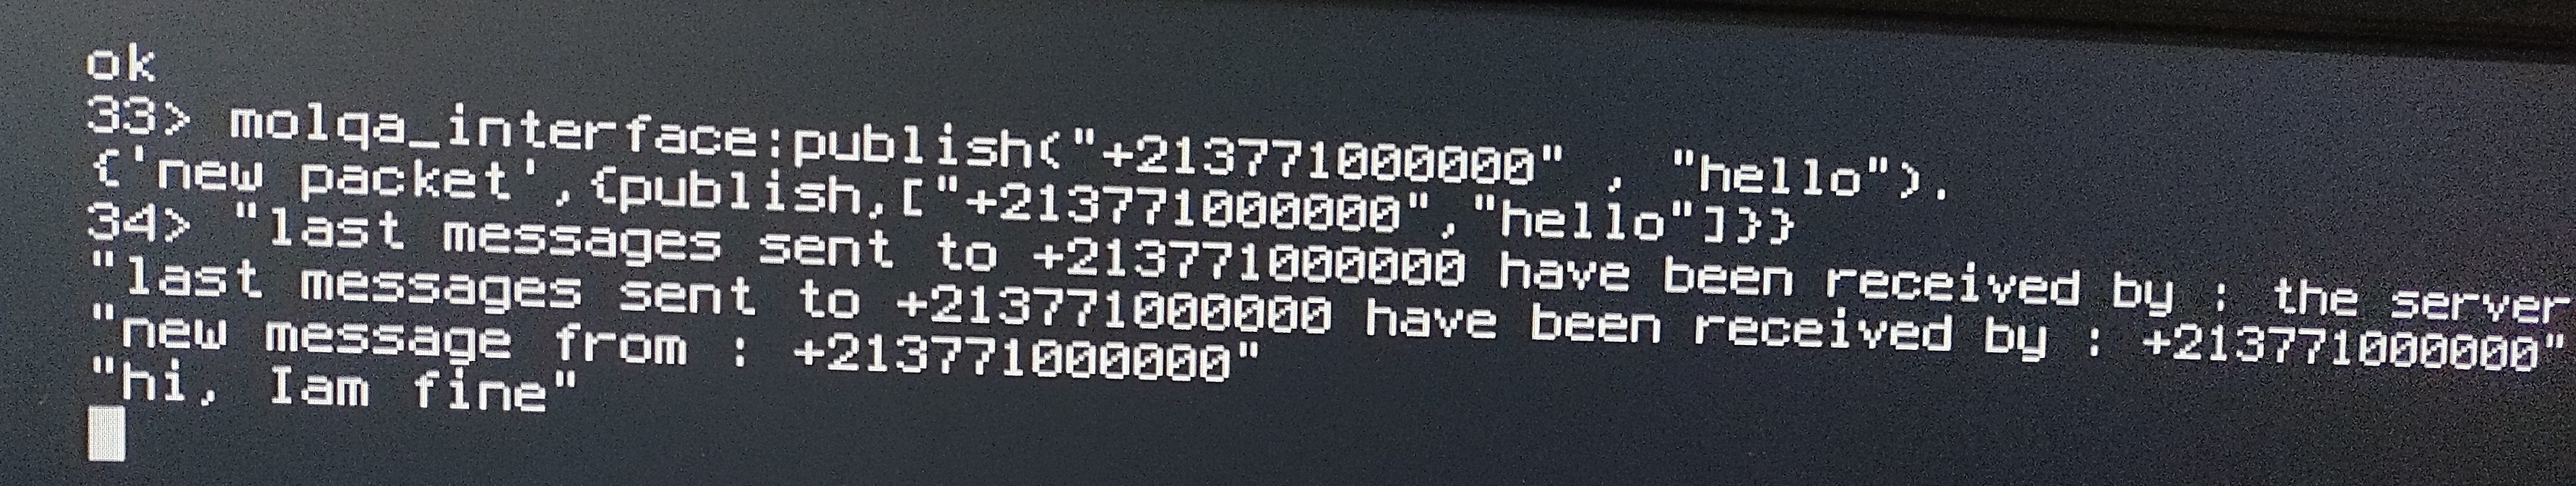 ok
33> molqa_interface:publish("+213771000000" , "hello").
{'new packet',{publish,["+213771000000","hello"]}}
34> "last messages sent to +213771000000 have been received by : the server
"last messages sent to +213771000000 have been received by : +213771000000"
"new message from : +213771000000"
"hi, Iam fine"